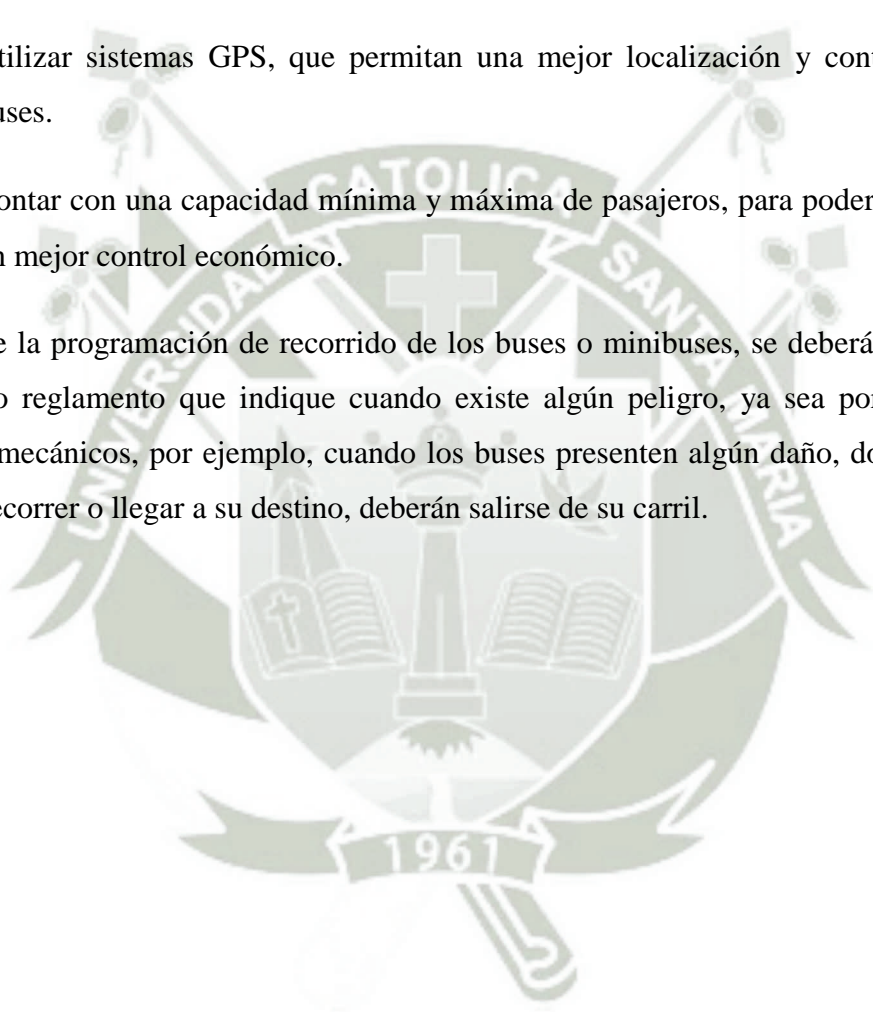 tilizar sistemas GPS, que permitan una mejor localización y cont
uses.
ontar con una capacidad mínima y máxima de pasajeros, para poder
n mejor control económico.
e la programación de recorrido de los buses o minibuses, se deberá
o reglamento que indique cuando existe algún peligro, ya sea por
mecánicos, por ejemplo, cuando los buses presenten algún daño, do
ecorrer o llegar a su destino, deberán salirse de su carril.
UNIVERSIDAD CATOLICA SANTA MARIA
1961